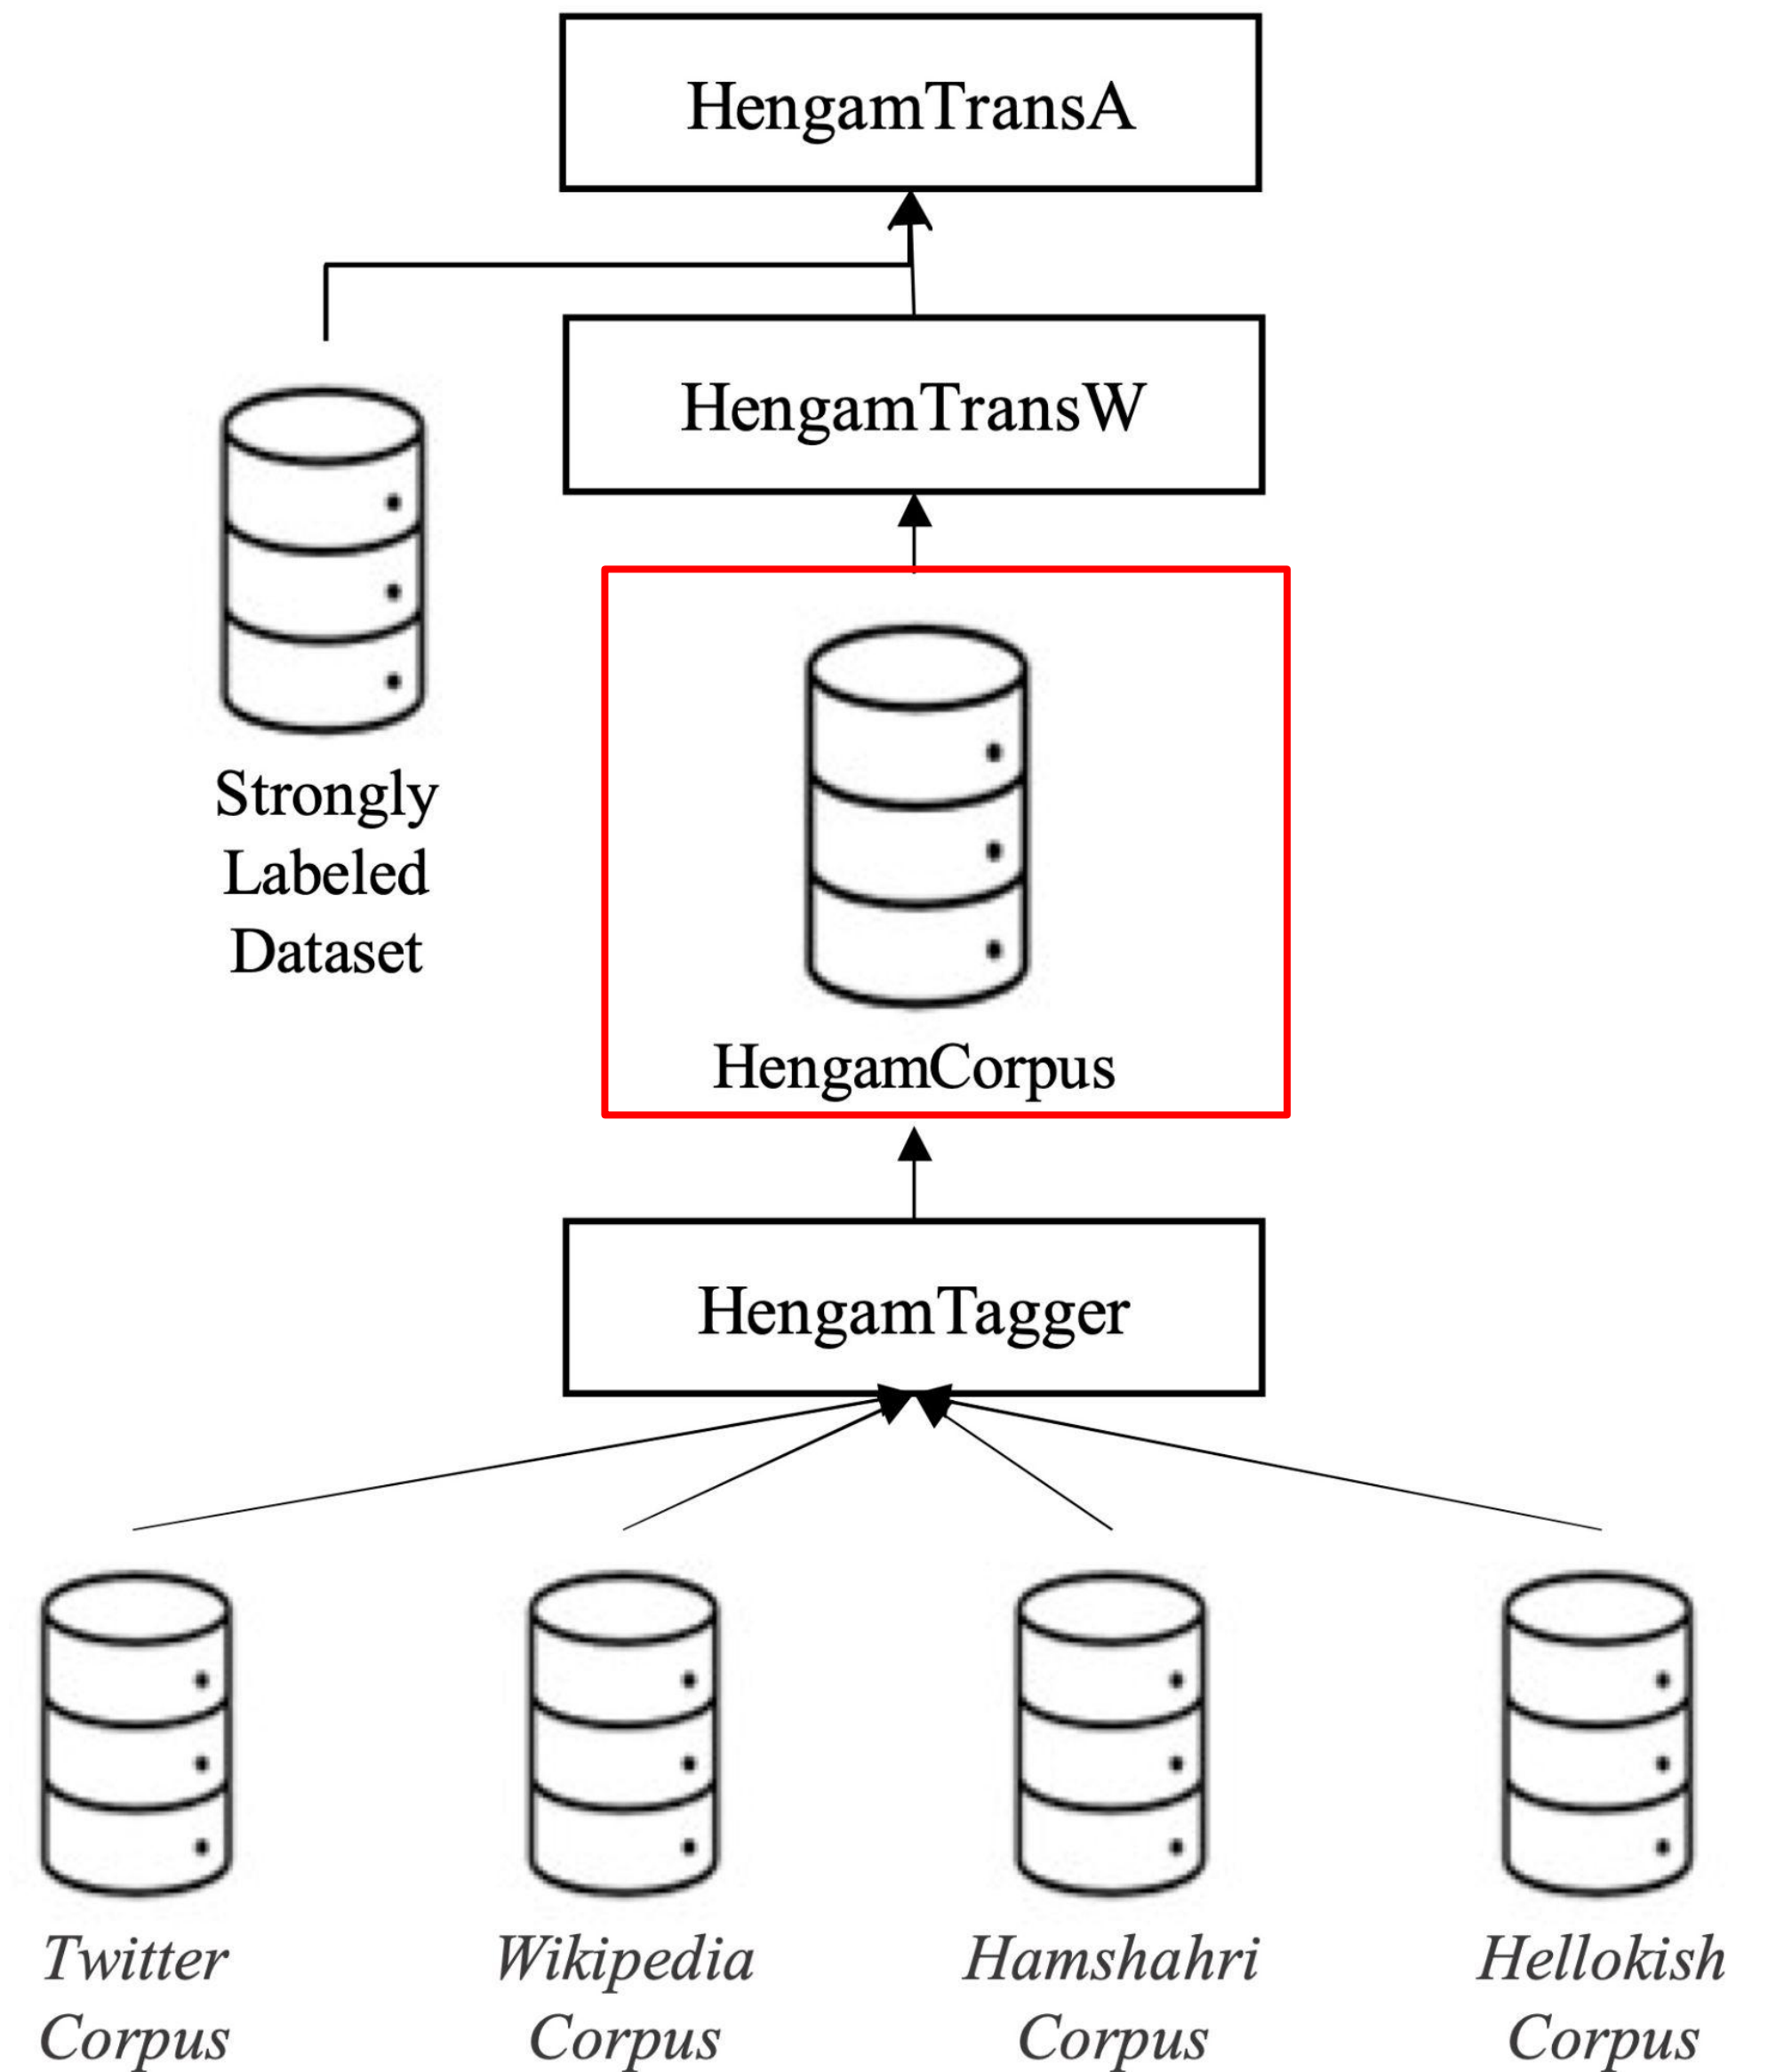 HengamTransA
HengamTransW
Strongly
Labeled
Dataset
HengamCorpus
HengamTagger
Twitter
Corpus
Wikipedia
Corpus
Hamshahri
Corpus
Hellokish
Corpus